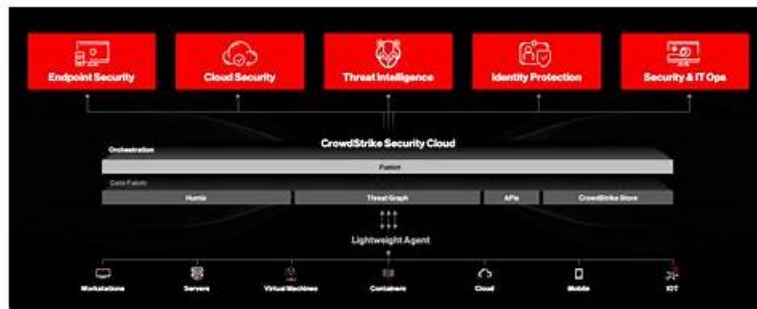 Endpoint Security
Cloud Security
Threat Intelligence
Identity Protection
Security & IT Ops
CrowdStrike Security Cloud
Orchestration
Fusion
Data Fabric
Humio
Threat Graph
APIs
CrowdStrike Store
Lightweight Agent
Workstations
Servers
Virtual Machines
Containers
Cloud
Mobile
IOT